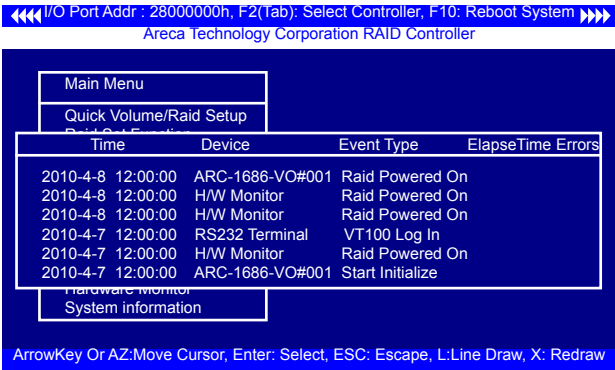 I/O Port Addr : 28000000h, F2(Tab): Select Controller, F10: Reboot System
Areca Technology Corporation RAID Controller
Main Menu
Quick Volume/Raid Setup
Raid Set Function
Time Device Event Type ElapseTime Errors
2010-4-8 12:00:00 ARC-1686-VO#001 Raid Powered On
2010-4-8 12:00:00 H/W Monitor Raid Powered On
2010-4-8 12:00:00 H/W Monitor Raid Powered On
2010-4-7 12:00:00 RS232 Terminal VT100 Log In
2010-4-7 12:00:00 H/W Monitor Raid Powered On
2010-4-7 12:00:00 ARC-1686-VO#001 Start Initialize
Hardware Monitor
System information
ArrowKey Or AZ:Move Cursor, Enter: Select, ESC: Escape, L:Line Draw, X: Redraw